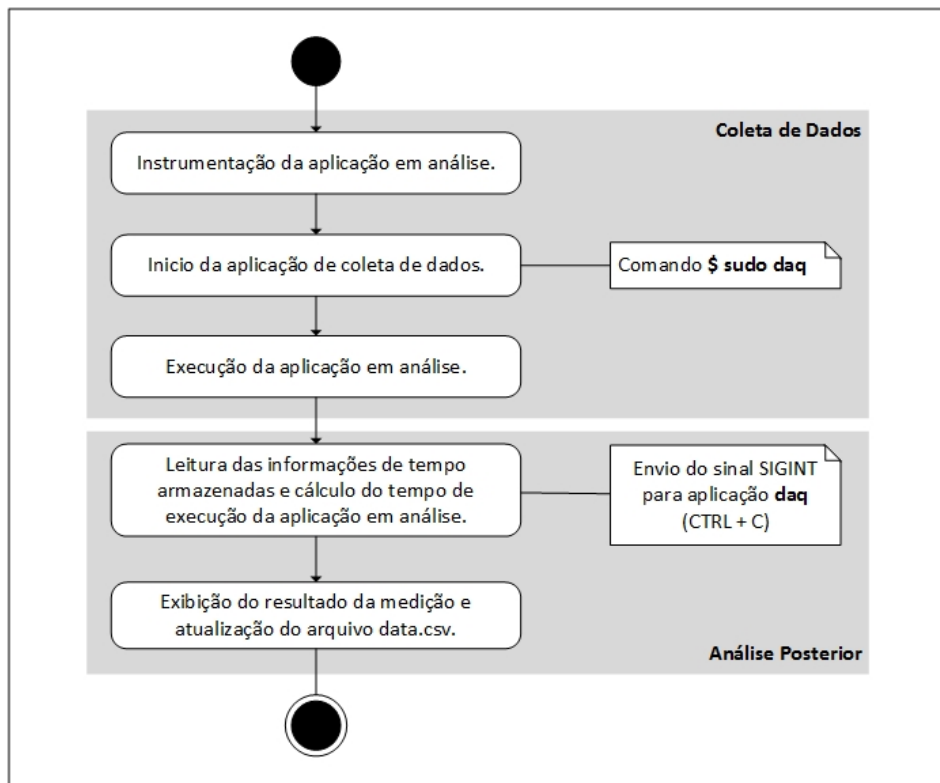 Coleta de Dados
Instrumentação da aplicação em análise.
Inicio da aplicação de coleta de dados.
Comando $ sudo daq
Execução da aplicação em análise.
Leitura das informações de tempo
armazenadas e cálculo do tempo de
execução da aplicação em análise.
Envio do sinal SIGINT
para aplicação daq
(CTRL + C)
Exibição do resultado da medição e
atualização do arquivo data.csv.
Análise Posterior